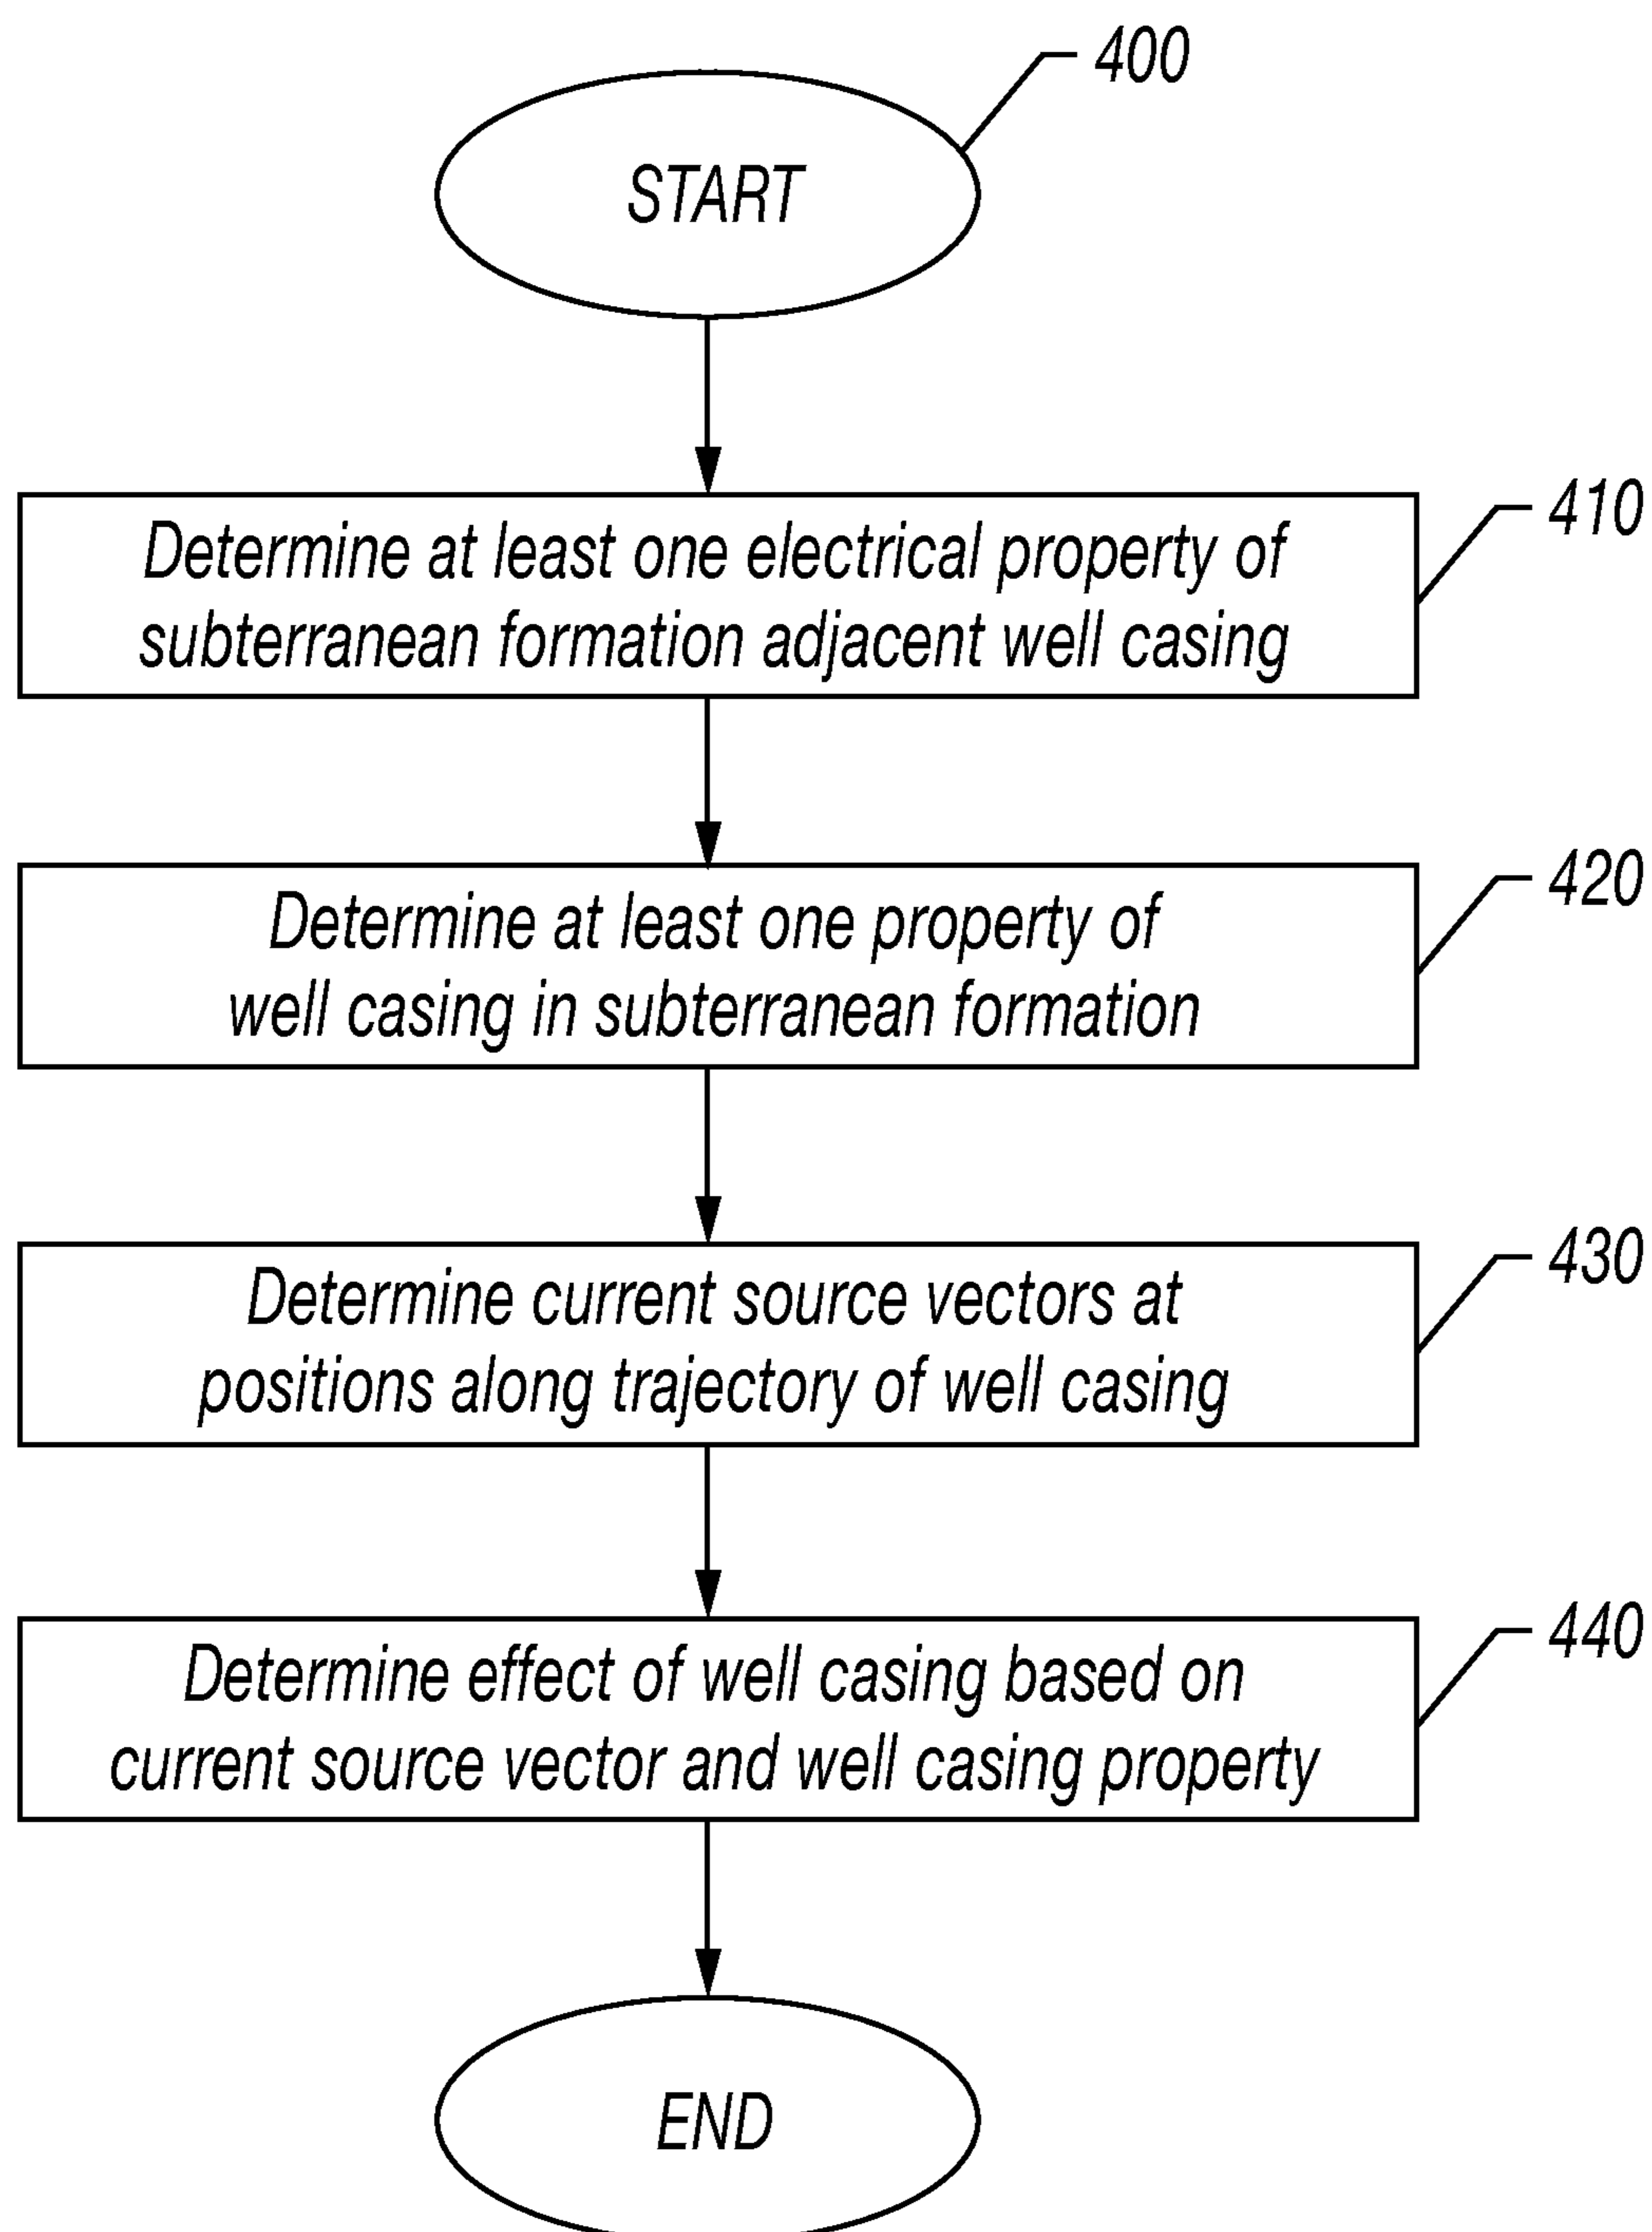 400
START
410
Determine at least one electrical property of
subterranean formation adjacent well casing
420
Determine at least one property of
well casing in subterranean formation
430
Determine current source vectors at
positions along trajectory of well casing
440
Determine effect of well casing based on
current source vector and well casing property
END